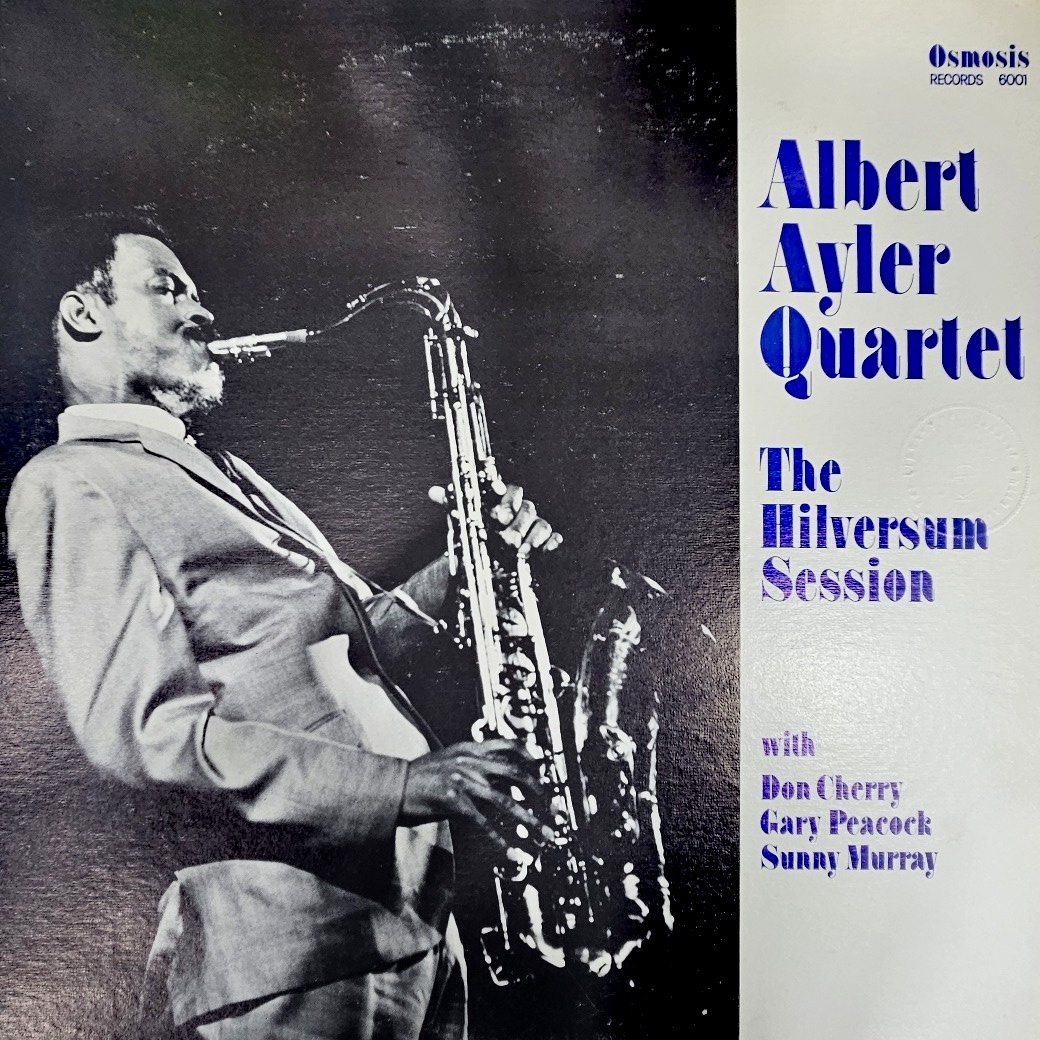 Osmosis
RECORDS 6001
Albert
Ayler
Quartet
The
Hilversum
Session
with
Don Cherry
Gary Peacock
Sunny Murray